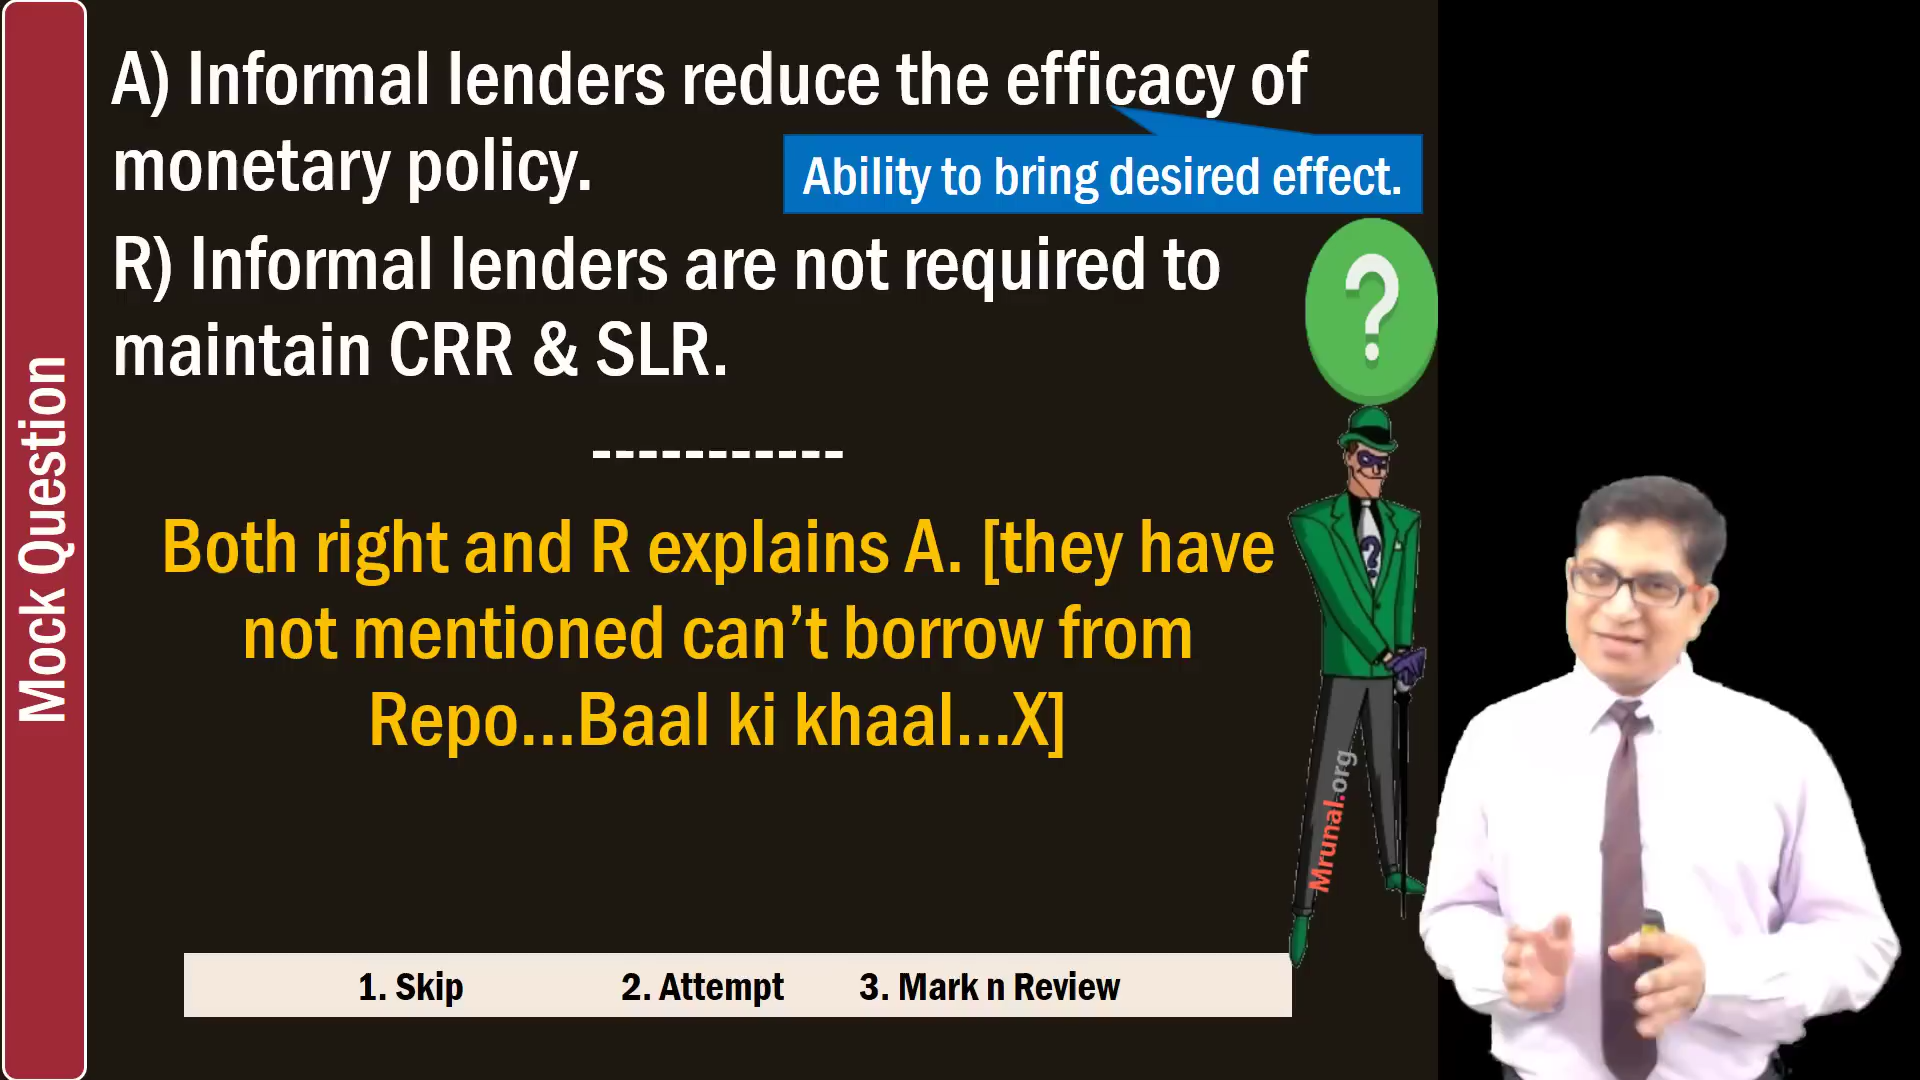 Mock Question
A) Informal lenders reduce the efficacy of
monetary policy.
Ability to bring desired effect.
R) Informal lenders are not required to
maintain CRR & SLR.
-----------
Both right and R explains A. [they have
not mentioned can’t borrow from
Repo...Baal ki khaal...X]
?
?
Mrunal.org
1. Skip 2. Attempt 3. Mark n Review